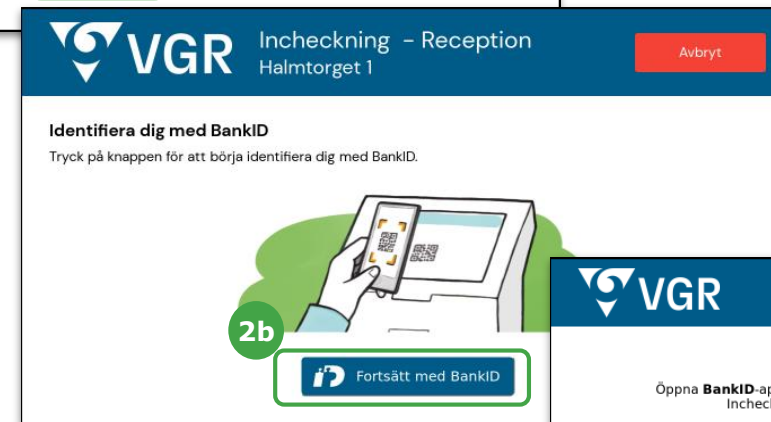 VGR
Incheckning - Reception
Halmtorget 1
Avbryt
Identifiera dig med BankID
Tryck på knappen för att börja identifiera dig med BankID.
2b
Fortsätt med BankID
VGR
Öppna BankID-ap
Inchec